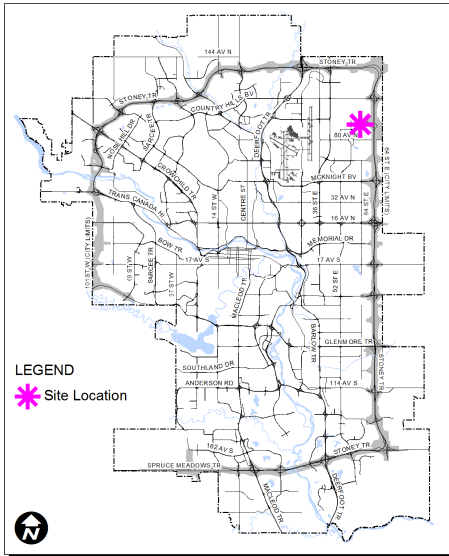 144 AV N
STONEY TR
STONEY TR
COUNTRY HILLS BV
DEERFOOT TR
NOSE HILL DR
SARCEE TR
80 AV N
CROWCHILD TR
MCKNIGHT BV
84 ST E (CITY LIMITS)
TRANS CANADA HI
14 ST W
CENTRE ST
36 ST E
32 AV N
68 ST E
16 AV N
BOW TR
MEMORIAL DR
17 AV S
17 AV S
101 ST W (CITY LIMITS)
69 ST W
SARCEE TR
37 ST W
MACLEOD TR
52 ST E
BARLOW TR
GLENMORE TR
STONEY TR
SOUTHLAND DR
LEGEND
ANDERSON RD
114 AV S
Site Location
162 AV S
STONEY TR
SPRUCE MEADOWS TR
MACLEOD TR
DEERFOOT TR
N